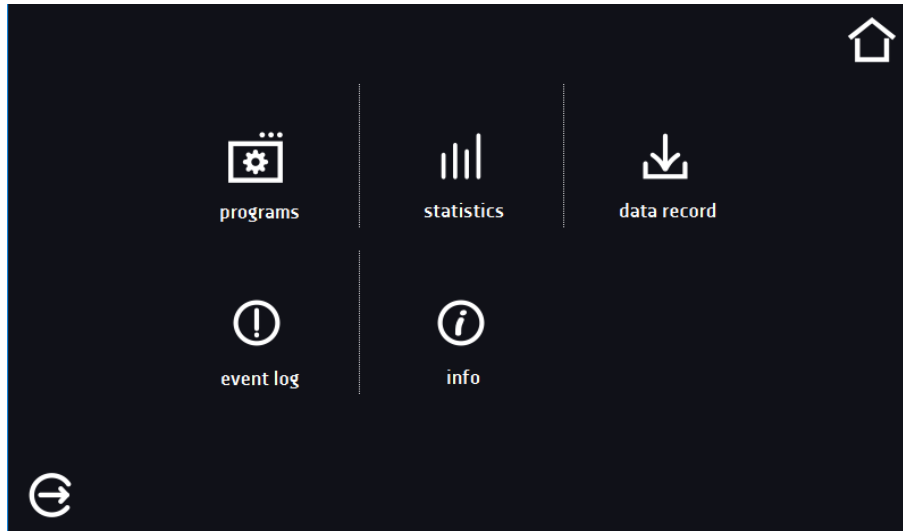 programs
statistics
data record
event log
info